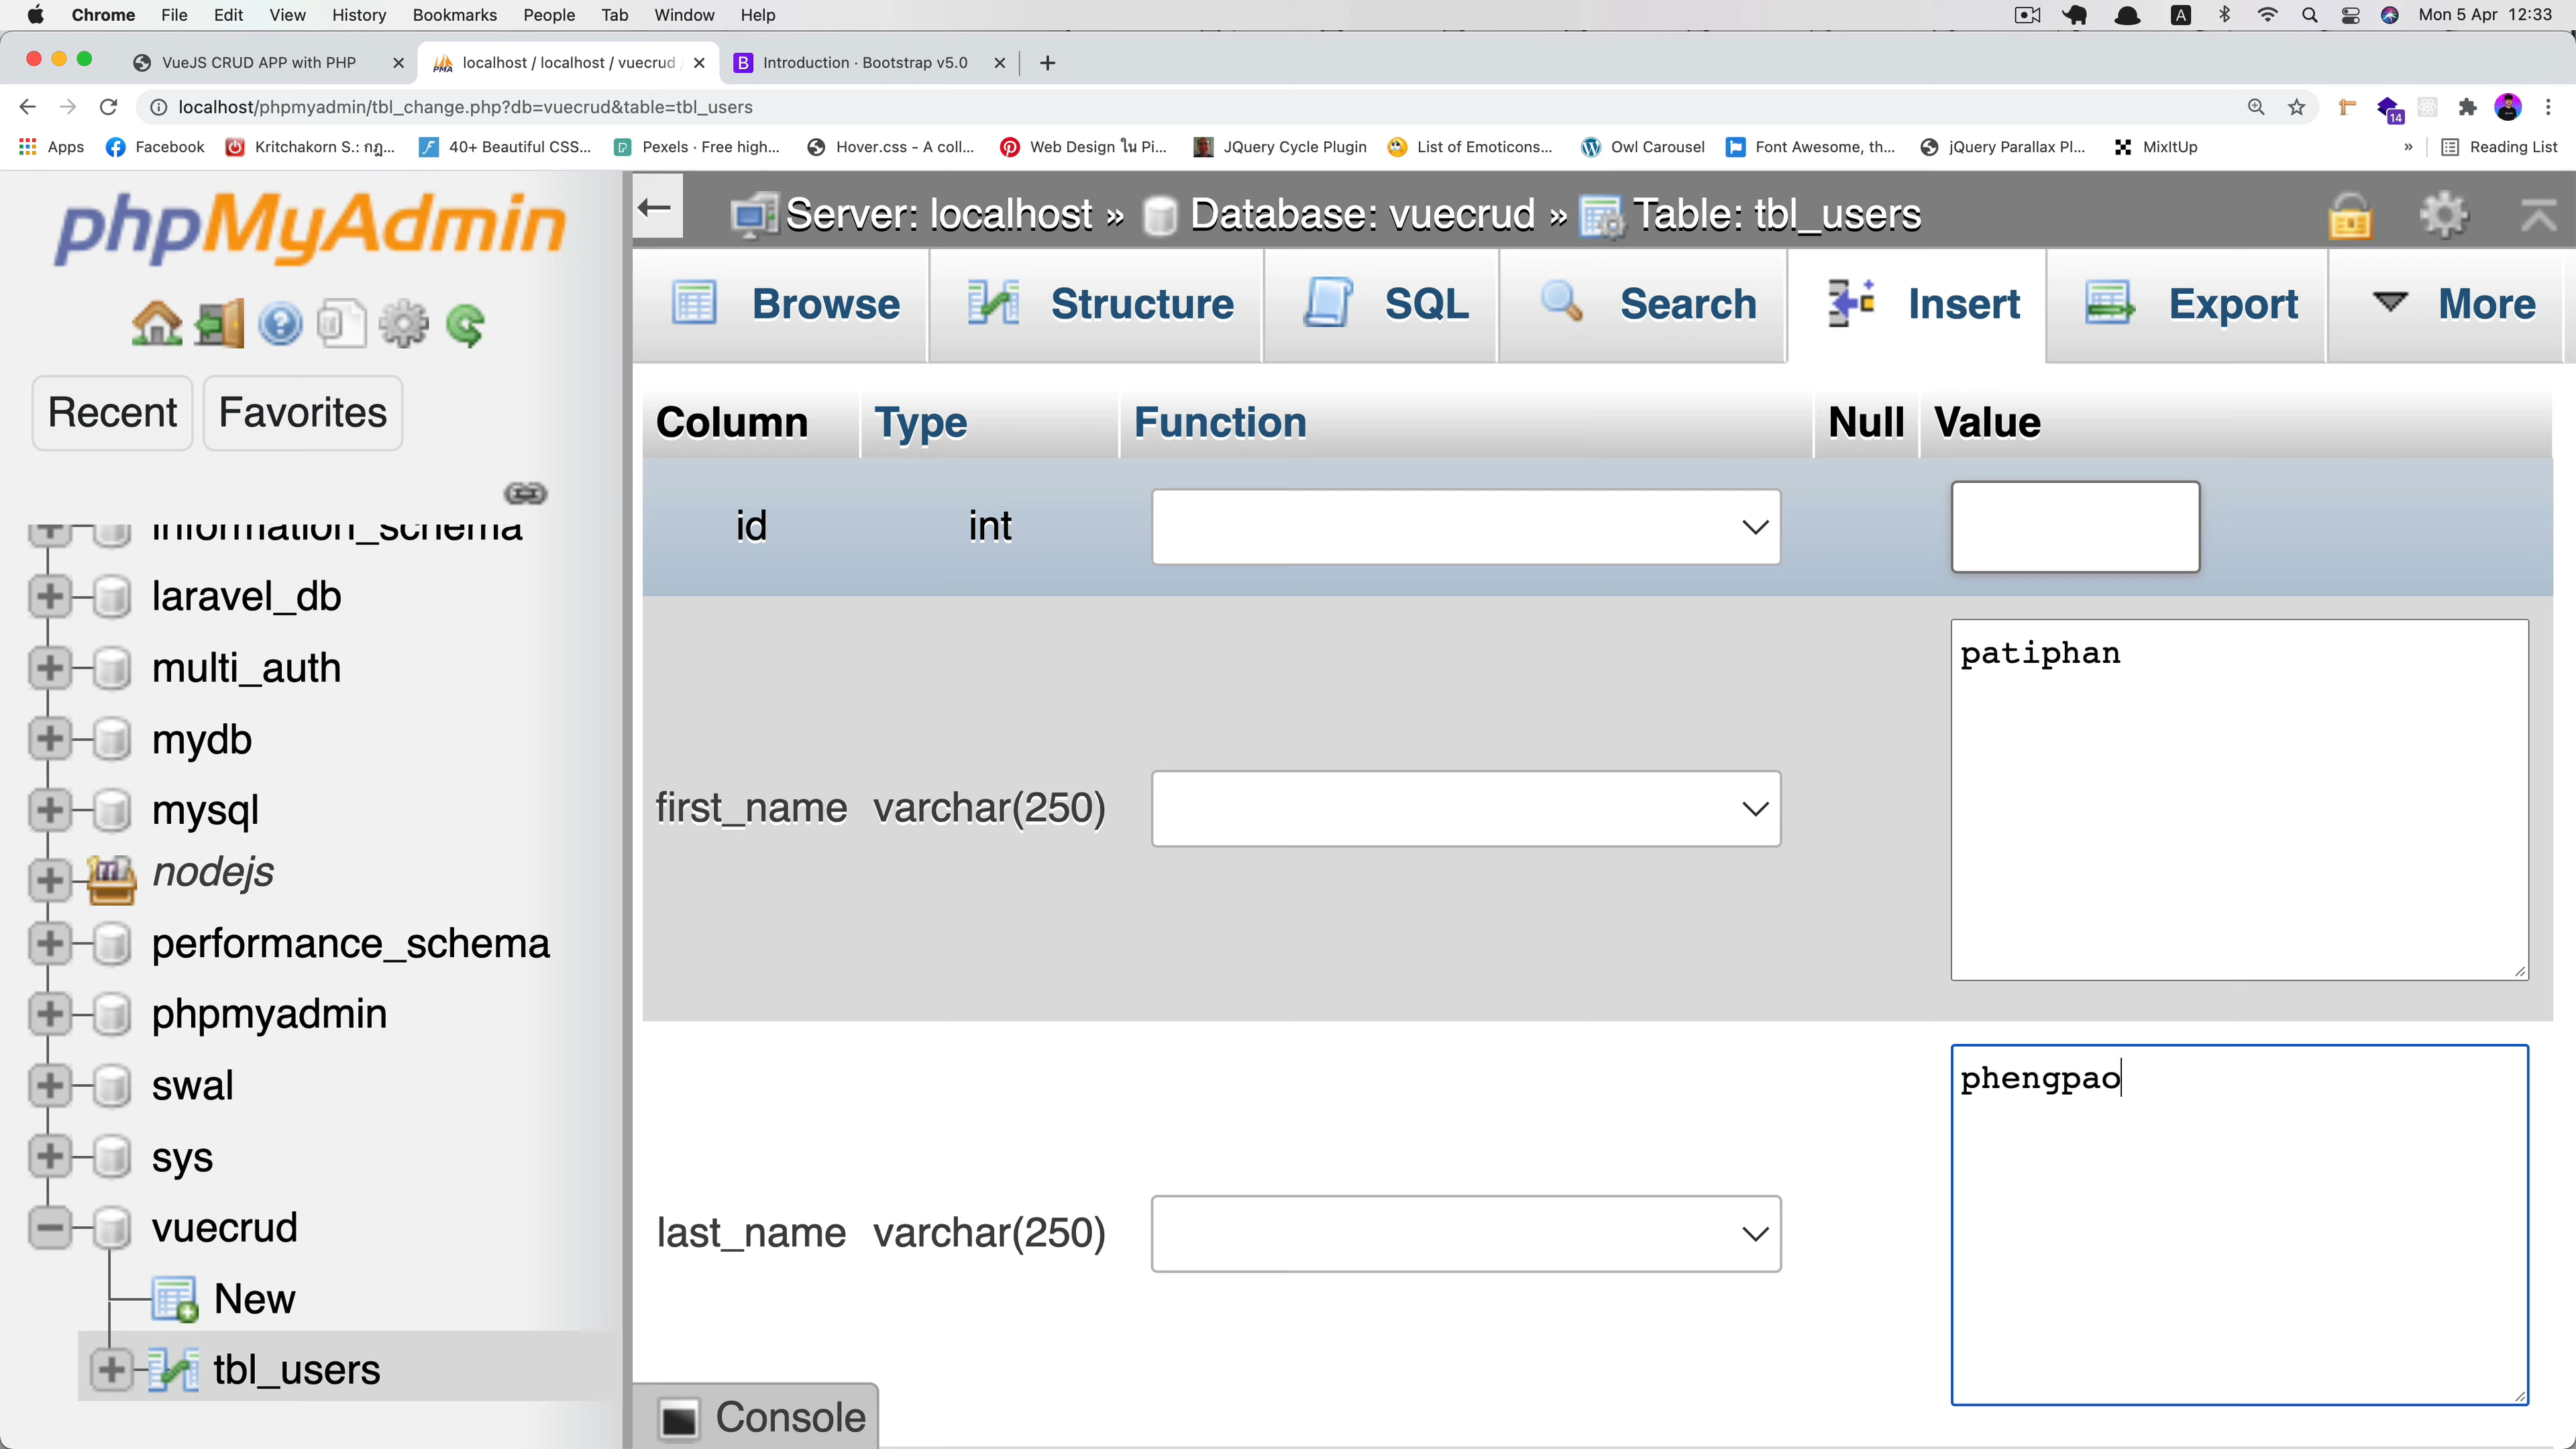 Chrome File Edit View History Bookmarks People Tab Window Help A Mon 5 Apr 12:33
VueJS CRUD APP with PHP localhost / localhost / vuecrud / B Introduction · Bootstrap v5.0
localhost/phpmyadmin/tbl_change.php?db=vuecrud&table=tbl_users 14
Apps Facebook Kritchakorn S.: กฎ... 40+ Beautiful CSS... Pexels · Free high... Hover.css - A coll... Web Design ใน Pi... JQuery Cycle Plugin List of Emoticons... Owl Carousel Font Awesome, th... jQuery Parallax Pl... MixItUp » Reading List
phpMyAdmin
Recent Favorites
information_schema
laravel_db
multi_auth
mydb
mysql
nodejs
performance_schema
phpmyadmin
swal
sys
vuecrud
New
tbl_users
Server: localhost » Database: vuecrud » Table: tbl_users
Browse Structure SQL Search Insert Export More
Column Type Function Null Value
id int
first_name varchar(250) patiphan
last_name varchar(250) phengpao
Console